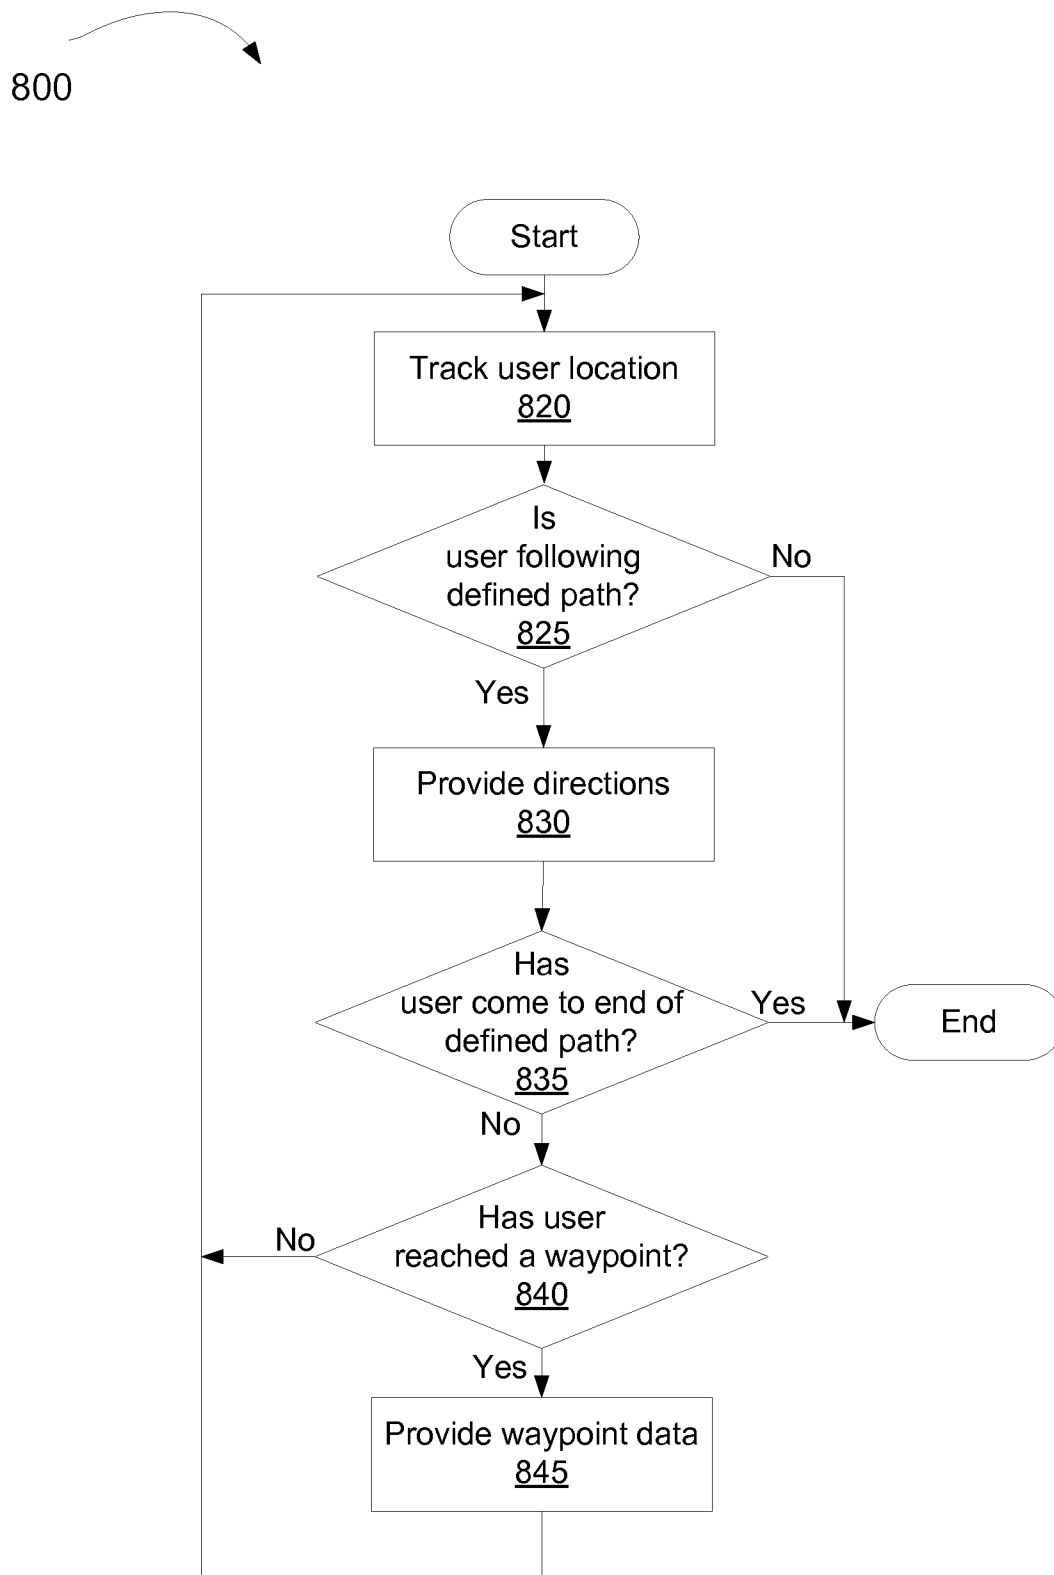 800
Start
Track user location
820
Is
user following
defined path?
825
No
Yes
Provide directions
830
Has
user come to end of
defined path?
835
Yes
End
No
Has user
reached a waypoint?
840
No
Yes
Provide waypoint data
845